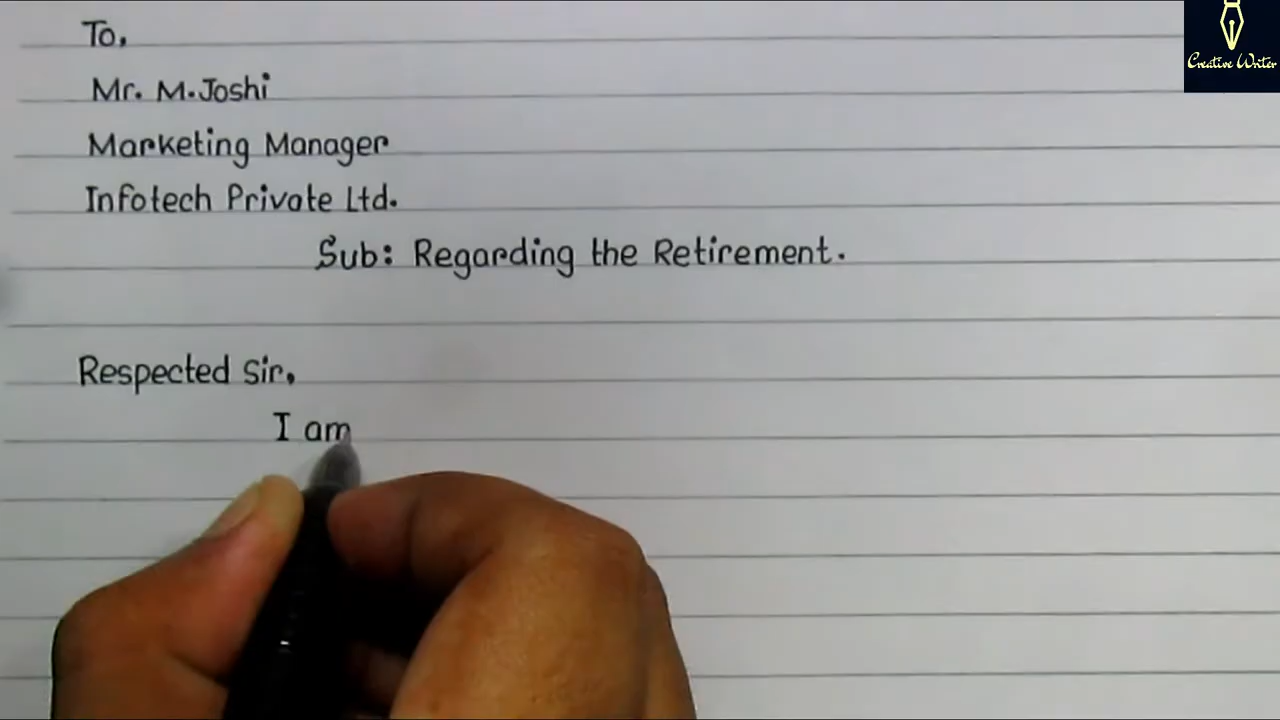 To,
Mr. M.Joshi
Marketing Manager
Infotech Private Ltd.
Sub: Regarding the Retirement.
Respected Sir,
I am
Creative Writer